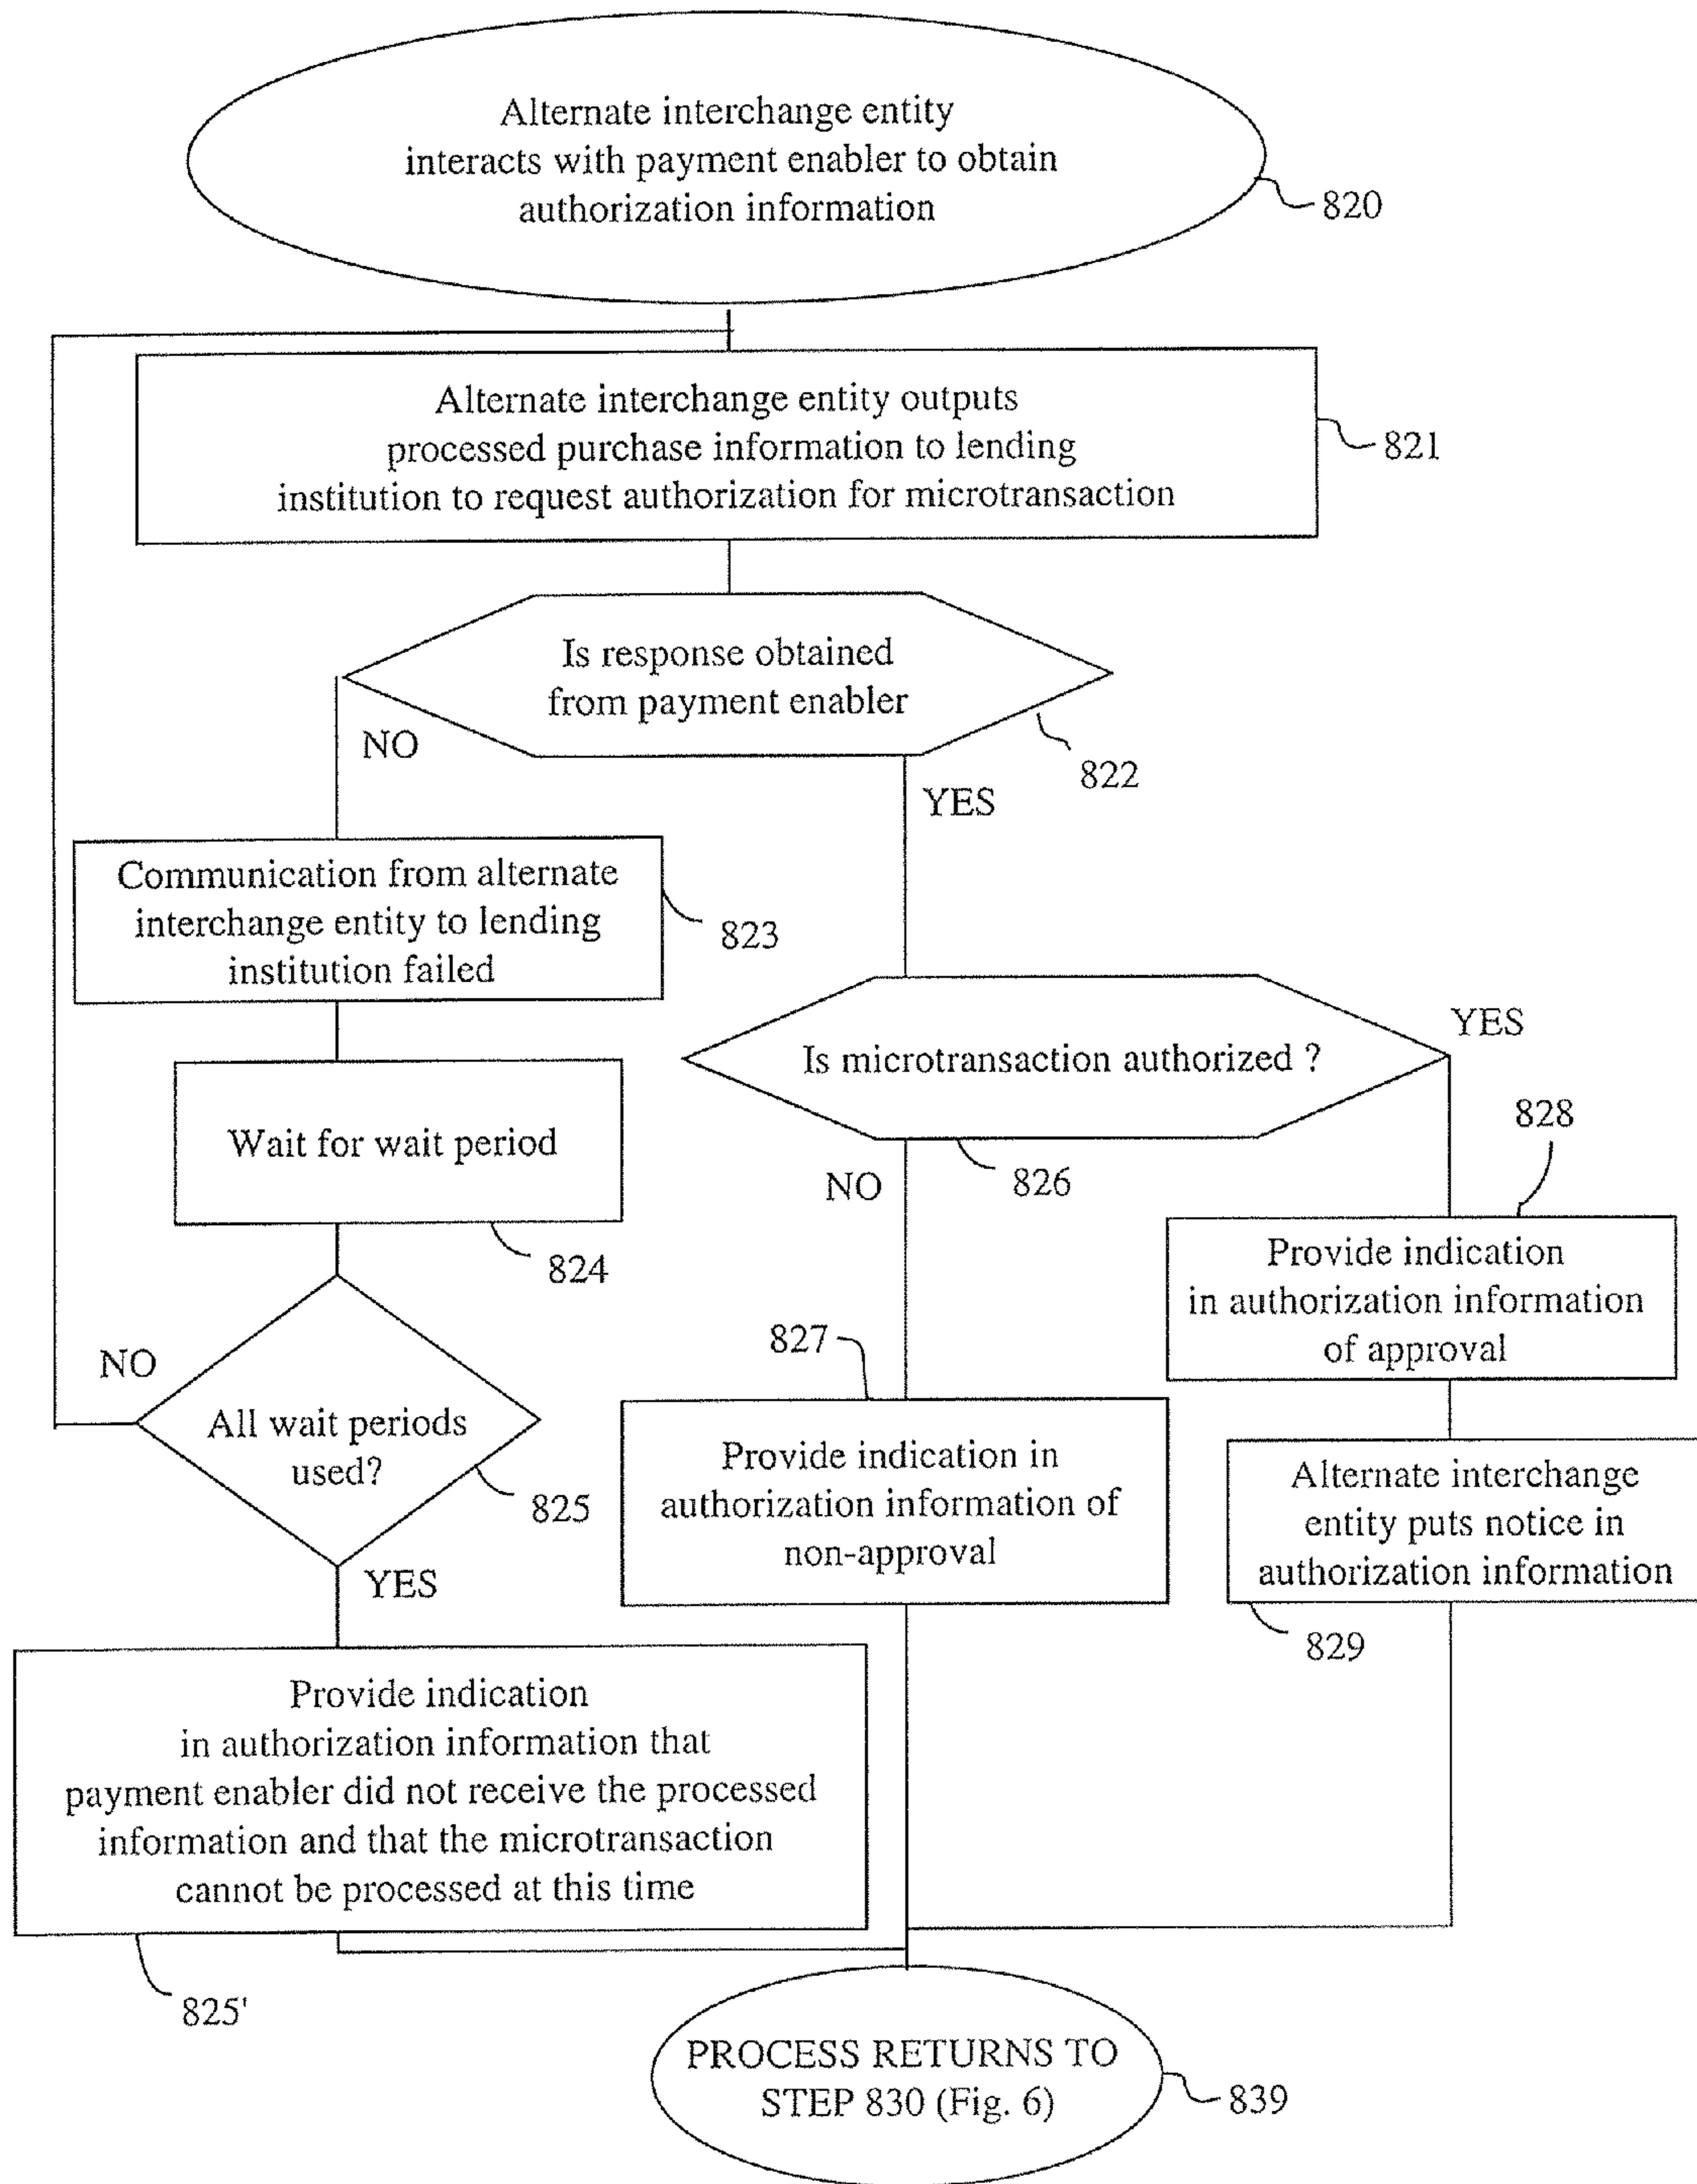 Alternate interchange entity
interacts with payment enabler to obtain
authorization information
820
Alternate interchange entity outputs
processed purchase information to lending
institution to request authorization for microtransaction
821
Is response obtained
from payment enabler
822
NO
YES
Communication from alternate
interchange entity to lending
institution failed
823
Is microtransaction authorized ?
YES
826
NO
Wait for wait period
824
828
Provide indication
in authorization information
of approval
827
NO
All wait periods
used?
825
YES
Provide indication in
authorization information of
non-approval
Alternate interchange
entity puts notice in
authorization information
829
Provide indication
in authorization information that
payment enabler did not receive the processed
information and that the microtransaction
cannot be processed at this time
825'
PROCESS RETURNS TO
STEP 830 (Fig. 6)
839